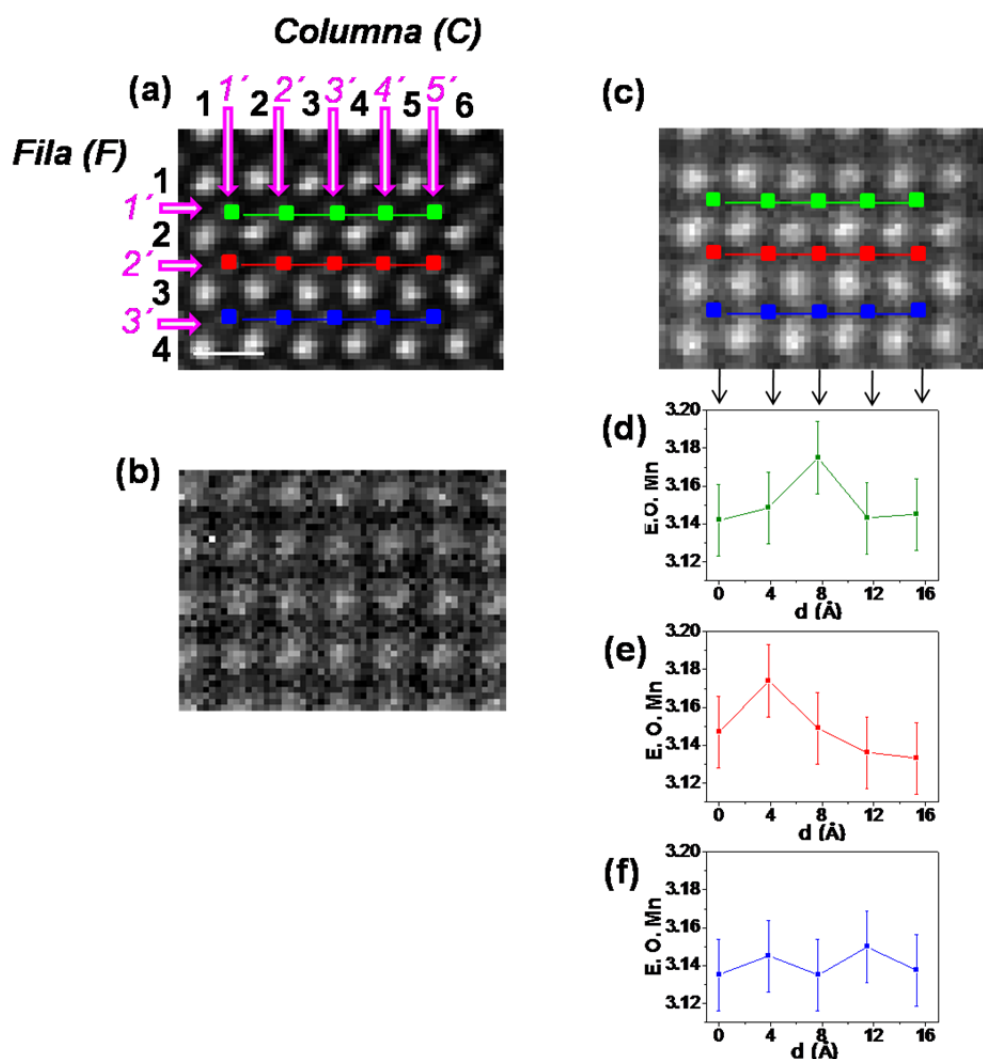 Columna (C)
(a)
1´ 2´ 3´ 4´ 5´
1 2 3 4 5 6
Fila (F)
1
1´
2
2´
3
3´
4
(b)
(c)
(d)
3.20
3.18
3.16
3.14
3.12
E.O. Mn
0 4 8 12 16
d (Å)
(e)
3.20
3.18
3.16
3.14
3.12
E. O. Mn
0 4 8 12 16
d (Å)
(f)
3.20
3.18
3.16
3.14
3.12
E. O. Mn
0 4 8 12 16
d (Å)